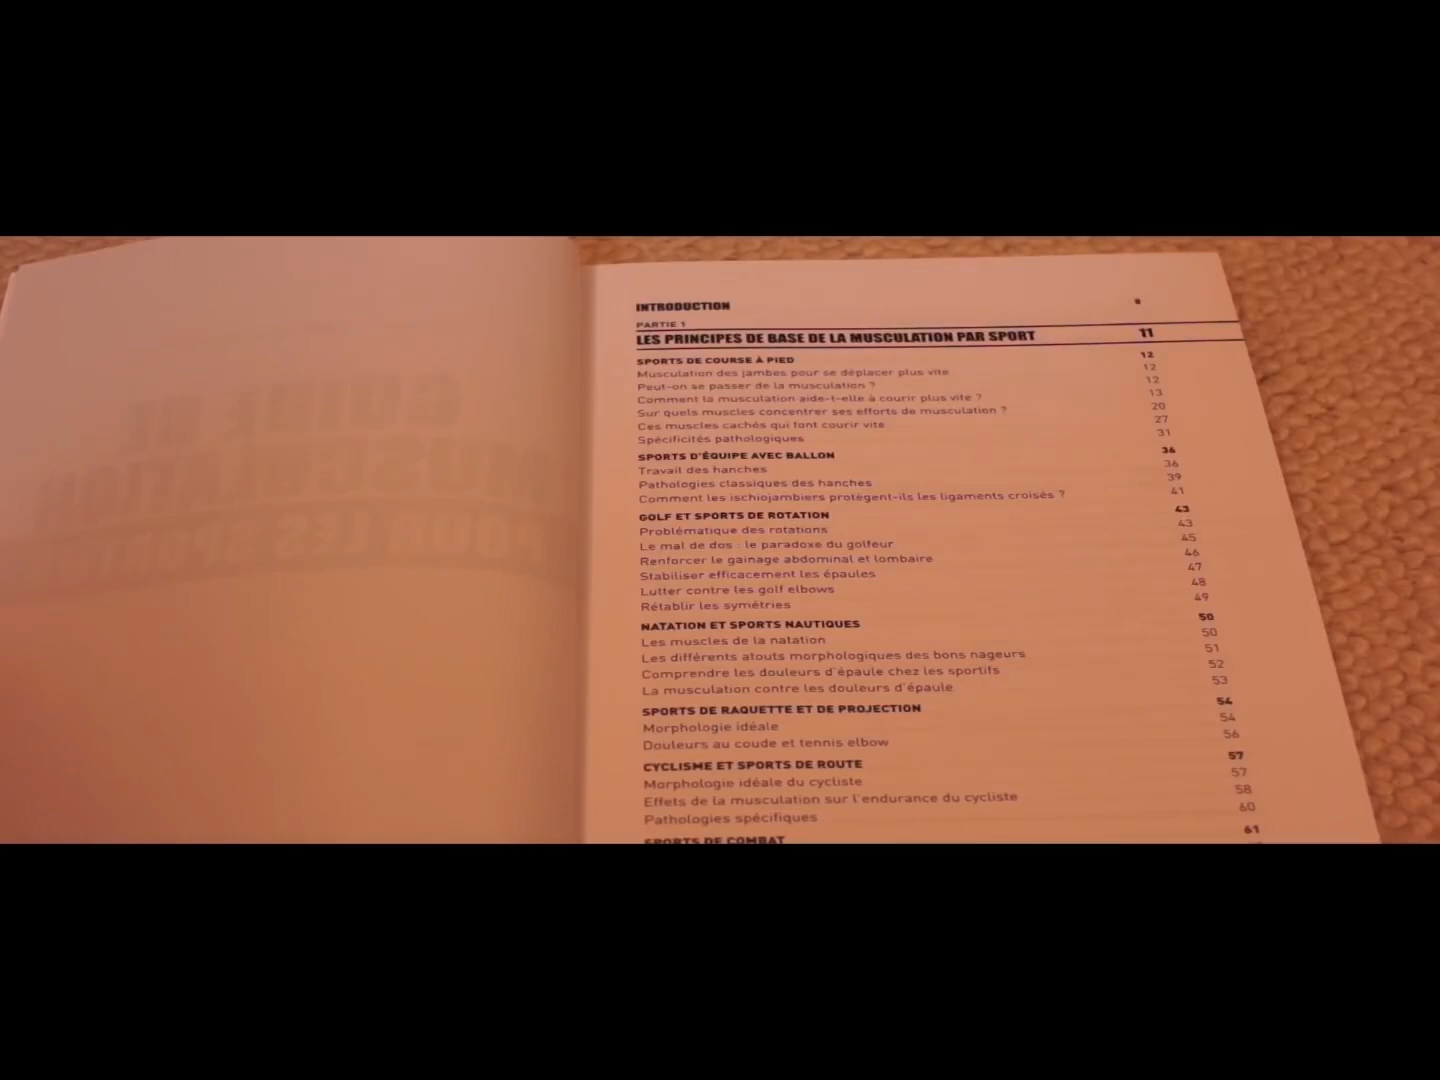 INTRODUCTION
PARTIE 1
LES PRINCIPES DE BASE DE LA MUSCULATION PAR SPORT 11
SPORTS DE COURSE À PIED 12
Musculation des jambes pour se déplacer plus vite 12
Peut-on se passer de la musculation ? 12
Comment la musculation aide-t-elle à courir plus vite ? 13
Sur quels muscles concentrer ses efforts de musculation ? 20
Ces muscles cachés qui font courir vite 27
Spécificités pathologiques 31
SPORTS D'ÉQUIPE AVEC BALLON 36
Travail des hanches 36
Pathologies classiques des hanches 39
Comment les ischiojambiers protègent-ils les ligaments croisés ? 41
GOLF ET SPORTS DE ROTATION 43
Problématique des rotations 43
Le mal de dos : le paradoxe du golfeur 45
Renforcer le gainage abdominal et lombaire 46
Stabiliser efficacement les épaules 47
Lutter contre les golf elbows 48
Rétablir les symétries 49
NATATION ET SPORTS NAUTIQUES 50
Les muscles de la natation 50
Les différents atouts morphologiques des bons nageurs 51
Comprendre les douleurs d'épaule chez les sportifs 52
La musculation contre les douleurs d'épaule 53
SPORTS DE RAQUETTE ET DE PROJECTION 54
Morphologie idéale 54
Douleurs au coude et tennis elbow 56
CYCLISME ET SPORTS DE ROUTE 57
Morphologie idéale du cycliste 57
Effets de la musculation sur l'endurance du cycliste 58
Pathologies spécifiques 60
SPORTS DE COMBAT 61